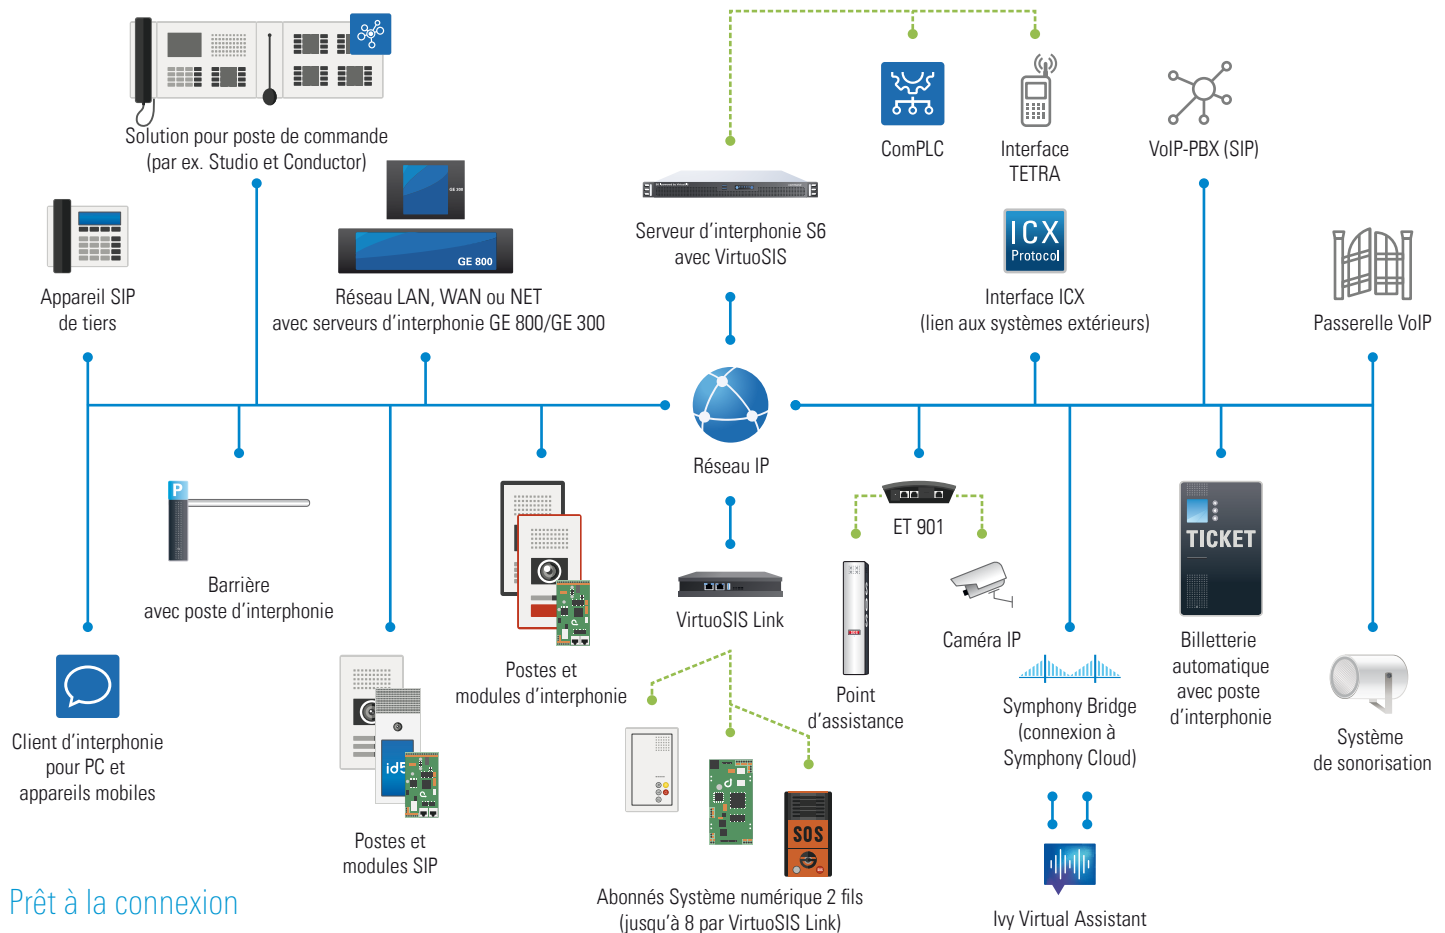 Solution pour poste de commande
(par ex. Studio et Conductor)
ComPLC
Interface
TETRA
VoIP-PBX (SIP)
GE 300
GE 800
Serveur d'interphonie S6
avec VirtuoSIS
ICX
Protocol
Appareil SIP
de tiers
Réseau LAN, WAN ou NET
avec serveurs d'interphonie GE 800/GE 300
Interface ICX
(lien aux systèmes extérieurs)
Passerelle VoIP
Réseau IP
P
Barrière
avec poste d'interphonie
ET 901
TICKET
VirtuoSIS Link
SOS
Caméra IP
Postes et
modules d'interphonie
Point
d'assistance
Billetterie
automatique
avec poste
d'interphonie
Client d'interphonie
pour PC et
appareils mobiles
id5
Postes et
modules SIP
Symphony Bridge
(connexion à
Symphony Cloud)
Système
de sonorisation
SOS
Abonnés Système numérique 2 fils
(jusqu'à 8 par VirtuoSIS Link)
Ivy Virtual Assistant
Prêt à la connexion